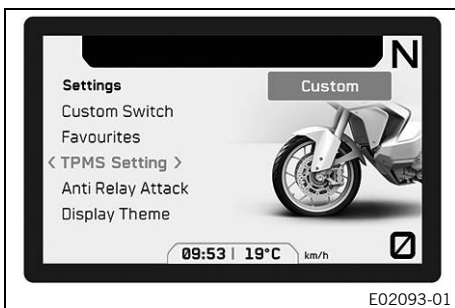 N
Settings
Custom
Custom Switch
Favourites
< TPMS Setting >
Anti Relay Attack
Display Theme
09:53 | 19°C km/h
0
E02093-01